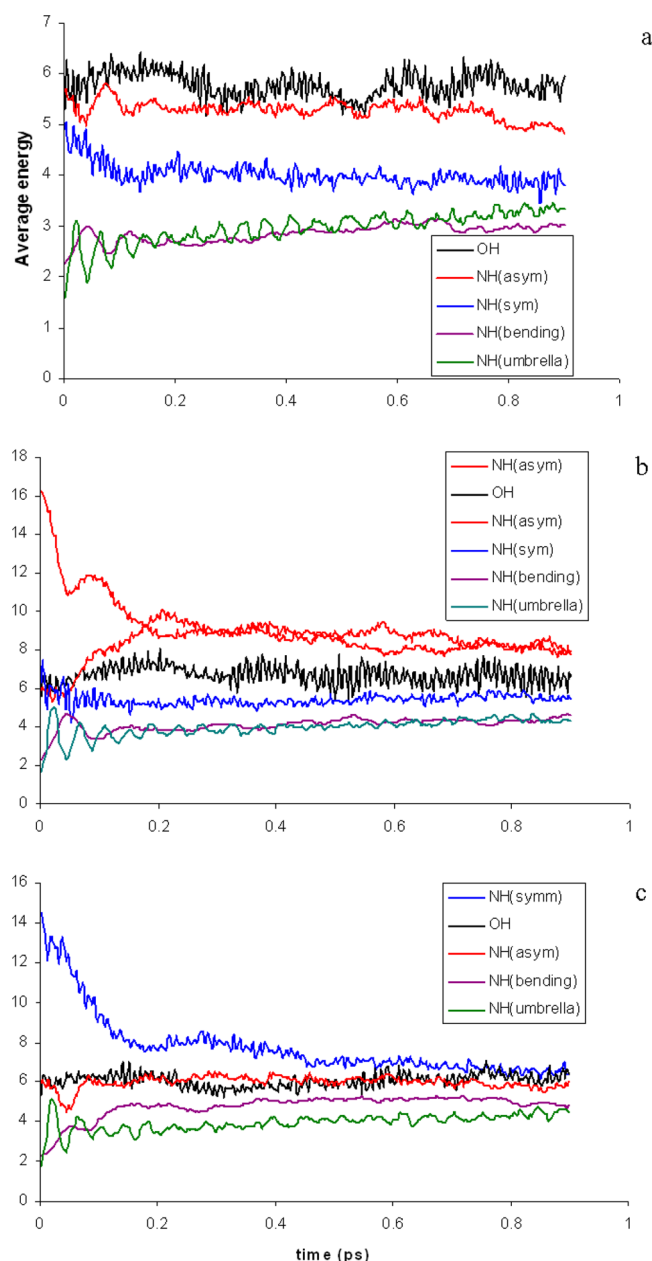 a
7
6
5
4
3
2
1
0
Average energy
OH
NH(asym)
NH(sym)
NH(bending)
NH(umbrella)
0 0.2 0.4 0.6 0.8 1
b
18
16
14
12
10
8
6
4
2
0
NH(asym)
OH
NH(asym)
NH(sym)
NH(bending)
NH(umbrella)
0 0.2 0.4 0.6 0.8 1
c
16
14
12
10
8
6
4
2
0
NH(symm)
OH
NH(asym)
NH(bending)
NH(umbrella)
0 0.2 0.4 0.6 0.8 1
time (ps)